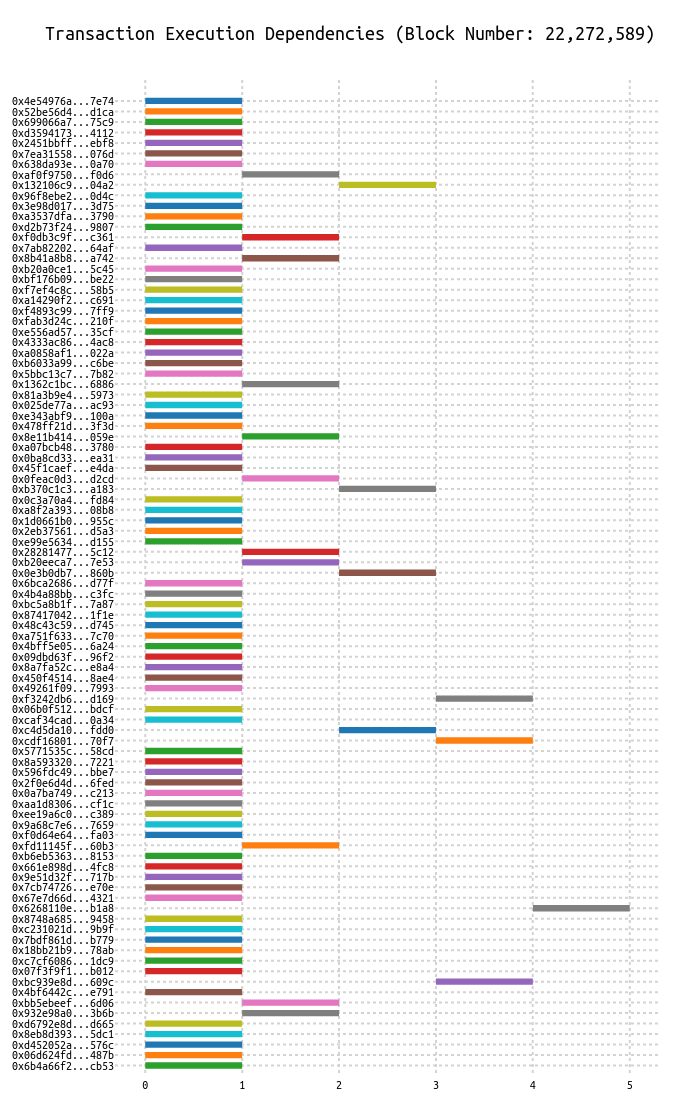 Transaction Execution Dependencies (Block Number: 22,272,589)
0x4e54976a...7e74
0x52be56d4...d1ca
0x699066a7...75c9
0xd3594173...4112
0x2451bbff...ebf8
0x7ea31558...076d
0x638da93e...0a70
0xaf0f9750...f0d6
0x132106c9...04a2
0x96f8ebe2...0d4c
0x3e98d017...3d75
0xa3537dfa...3790
0xd2b73f24...9807
0xf0db3c9f...c361
0x7ab82202...64af
0x8b41a8b8...a742
0xb20a0ce1...5c45
0xbf176b09...be22
0xf7ef4c8c...58b5
0xa14290f2...c691
0xf4893c99...7ff9
0xfab3d24c...210f
0xe556ad57...35cf
0x4333ac86...4ac8
0xa0858af1...022a
0xb6033a99...c6be
0x5bbc13c7...7b82
0x1362c1bc...6886
0x81a3b9e4...5973
0x025de77a...ac93
0xe343abf9...100a
0x478ff21d...3f3d
0x8e11b414...059e
0xa07bcb48...3780
0x0ba8cd33...ea31
0x45f1caef...e4da
0x0feac0d3...d2cd
0xb370c1c3...a183
0x0c3a70a4...fd84
0xa8f2a393...08b8
0x1d0661b0...955c
0x2eb37561...d5a3
0xe99e5634...d155
0x28281477...5c12
0xb20eeca7...7e53
0x0e3b0db7...860b
0x6bca2686...d77f
0x4b4a88bb...c3fc
0xbc5a8b1f...7a87
0x87417042...1f1e
0x48c43c59...d745
0xa751f633...7c70
0x4bff5e05...6a24
0x09dbd63f...96f2
0x8a7fa52c...e8a4
0x450f4514...8ae4
0x49261f09...7993
0xf3242db6...d169
0x06b0f512...bdcf
0xcaf34cad...0a34
0xc4d5da10...fdd0
0xcdf16801...70f7
0x5771535c...58cd
0x8a593320...7221
0x596fdc49...bbe7
0x2f0e6d4d...6fed
0x0a7ba749...c213
0xaa1d8306...cf1c
0xee19a6c0...c389
0x9a68c7e6...7659
0xf0d64e64...fa03
0xfd11145f...60b3
0xb6eb5363...8153
0x661e898d...4fc8
0x9e51d32f...717b
0x7cb74726...e70e
0x67e7d66d...4321
0x6268110e...b1a8
0x8748a685...9458
0xc231021d...9b9f
0x7bdf861d...b779
0x18bb21b9...78ab
0xc7cf6086...1dc9
0x07f3f9f1...b012
0xbc939e8d...609c
0x4bf6442c...e791
0xbb5ebeef...6d06
0x932e98a0...3b6b
0xd6792e8d...d665
0x8eb8d393...5dc1
0xd452052a...576c
0x06d624fd...487b
0x6b4a66f2...cb53
0 1 2 3 4 5